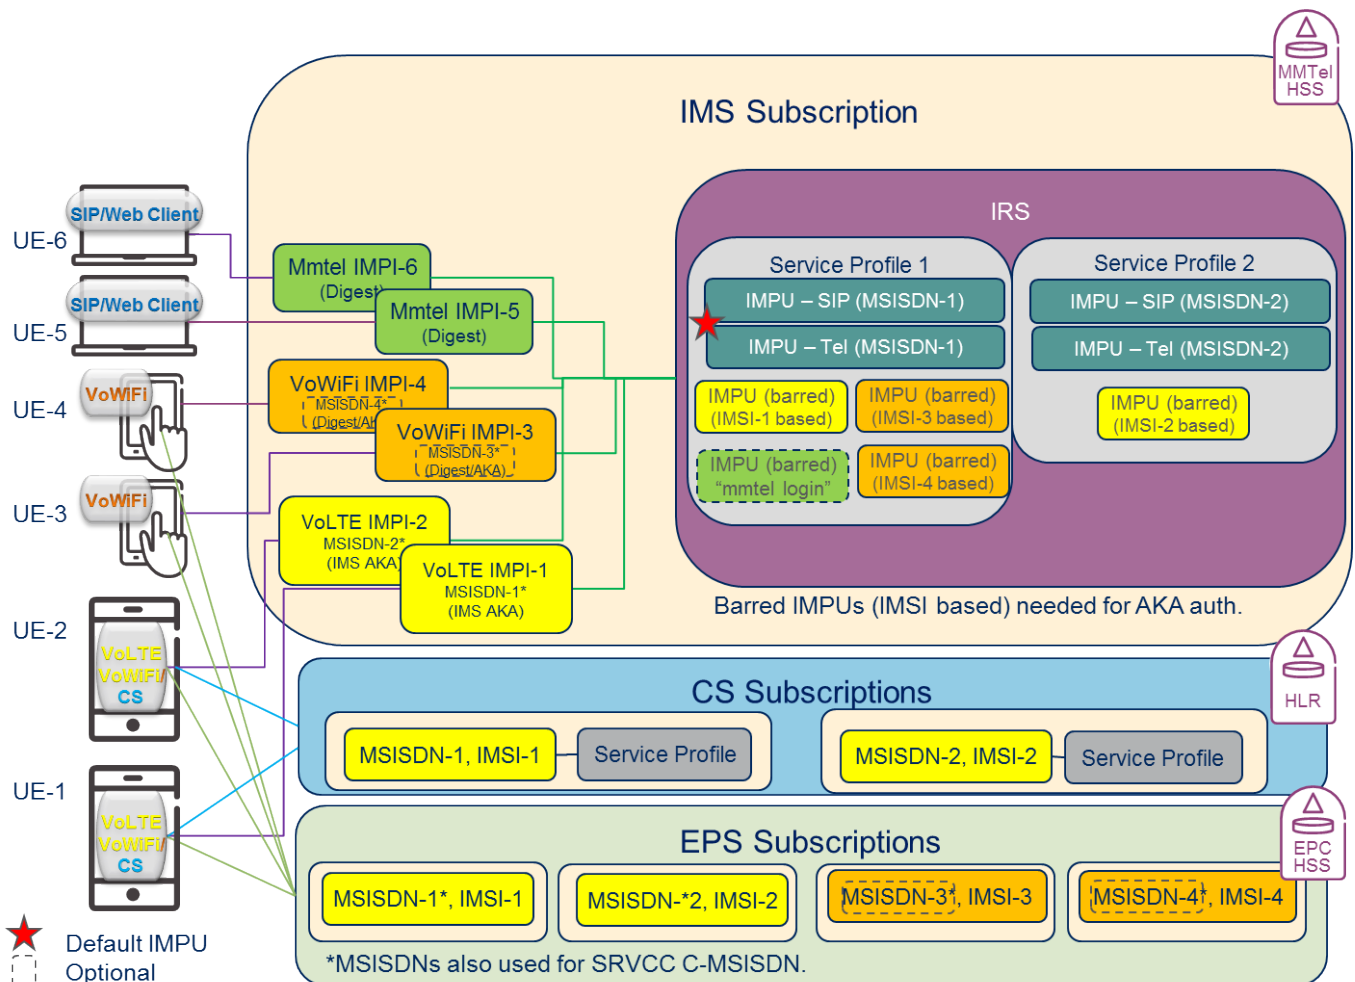 MMTel
HSS
IMS Subscription
IRS
SIP/Web Client
UE-6
Service Profile 1
Service Profile 2
Mmtel IMPI-6
(Digest)
IMPU – SIP (MSISDN-1)
IMPU – SIP (MSISDN-2)
SIP/Web Client
UE-5
Mmtel IMPI-5
(Digest)
IMPU – Tel (MSISDN-1)
IMPU – Tel (MSISDN-2)
VoWiFi
UE-4
VoWiFi IMPI-4
MSISDN-4*
(Digest/AK
IMPU (barred)
(IMSI-1 based)
IMPU (barred)
(IMSI-3 based)
IMPU (barred)
(IMSI-2 based)
VoWiFi IMPI-3
MSISDN-3*
(Digest/AKA)
IMPU (barred)
“mmtel login”
IMPU (barred)
(IMSI-4 based)
VoWiFi
UE-3
VoLTE IMPI-2
MSISDN-2*
(IMS AKA)
VoLTE IMPI-1
MSISDN-1*
(IMS AKA)
Barred IMPUs (IMSI based) needed for AKA auth.
UE-2
VoLTE
VoWiFi/
CS
CS Subscriptions
HLR
MSISDN-1, IMSI-1
Service Profile
MSISDN-2, IMSI-2
Service Profile
UE-1
VoLTE
VoWiFi/
CS
EPS Subscriptions
EPC
HSS
MSISDN-1*, IMSI-1
MSISDN-*2, IMSI-2
MSISDN-3*, IMSI-3
MSISDN-4*, IMSI-4
*MSISDNs also used for SRVCC C-MSISDN.
Default IMPU
Optional